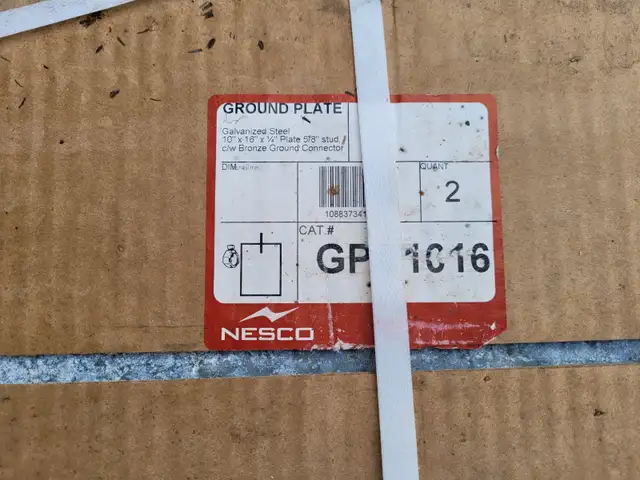 GROUND PLATE
Galvanized Steel
10" x 16" x ¼" Plate 5/8" stud,
c/w Bronze Ground Connector
DIM.
QUANT
2
10863734
CAT.#
GP 1016
NESCO